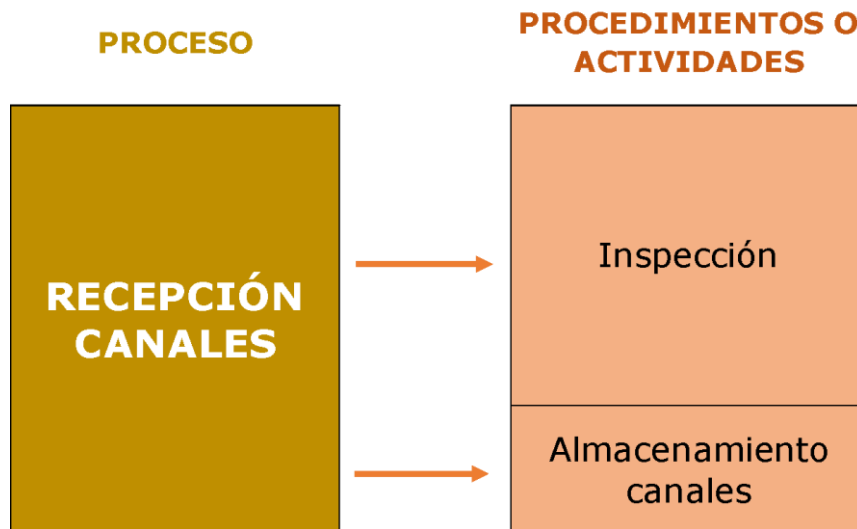 PROCESO
PROCEDIMIENTOS O
ACTIVIDADES
RECEPCIÓN
CANALES
Inspección
Almacenamiento
canales